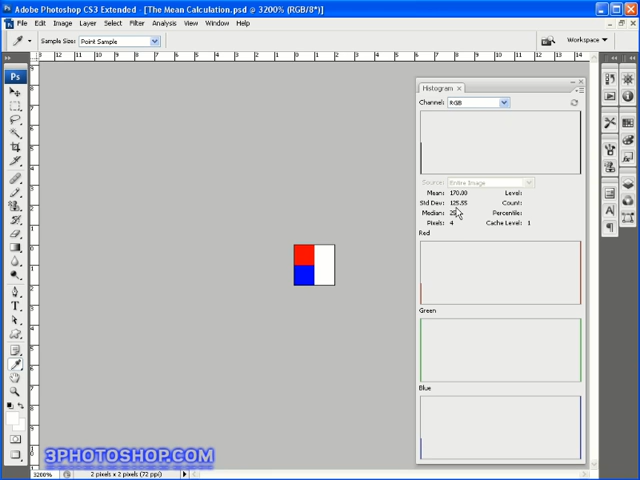 Adobe Photoshop CS3 Extended - [The Mean Calculation.psd @ 3200% (RGB/8*)]
File Edit Image Layer Select Filter Analysis View Window Help
Sample Size: Point Sample
Workspace
Ps
Histogram x
Channel: RGB
Source: Entire Image
Mean: 170.00 Level:
Std Dev: 125.55 Count:
Median: Percentile:
Pixels: 4 Cache Level: 1
Red
Green
Blue
3PHOTOSHOP.COM
3200% 2 pixels x 2 pixels (72 ppi)